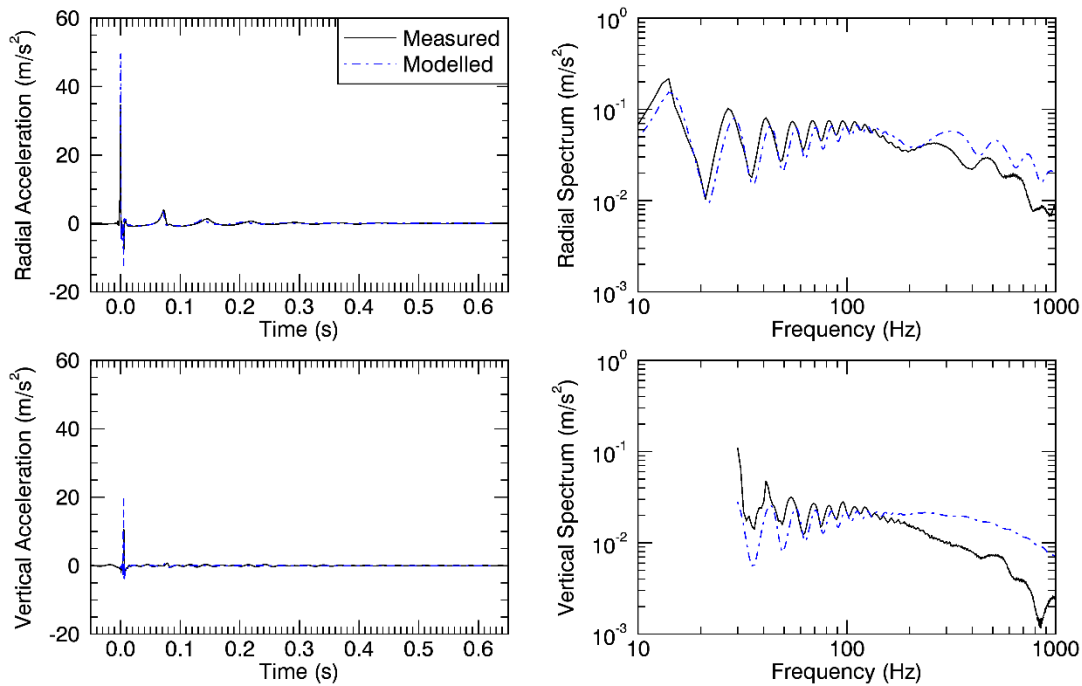 60
40
20
0
-20
Radial Acceleration (m/s²)
Measured
Modelled
0.0 0.1 0.2 0.3 0.4 0.5 0.6
Time (s)
10⁰
10⁻¹
10⁻²
10⁻³
Radial Spectrum (m/s²)
10 100 1000
Frequency (Hz)
60
40
20
0
-20
Vertical Acceleration (m/s²)
0.0 0.1 0.2 0.3 0.4 0.5 0.6
Time (s)
10⁰
10⁻¹
10⁻²
10⁻³
Vertical Spectrum (m/s²)
10 100 1000
Frequency (Hz)